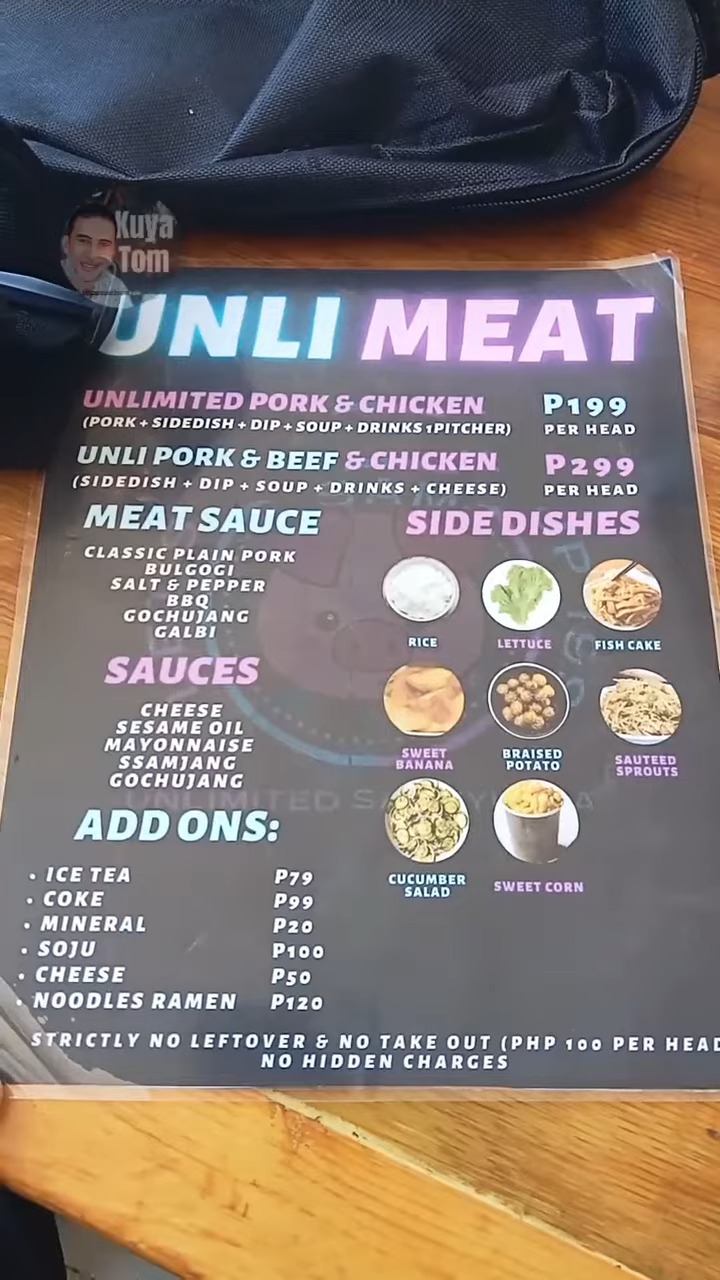 Kuya
Tom
UNLI MEAT
UNLIMITED PORK & CHICKEN P199
(PORK + SIDEDISH + DIP + SOUP + DRINKS 1PITCHER) PER HEAD
UNLI PORK & BEEF & CHICKEN P299
(SIDEDISH + DIP + SOUP + DRINKS + CHEESE) PER HEAD
MEAT SAUCE
CLASSIC PLAIN PORK
BULGOGI
SALT & PEPPER
BBQ
GOCHUJANG
GALBI
SAUCES
CHEESE
SESAME OIL
MAYONNAISE
SSAMJANG
GOCHUJANG
SIDE DISHES
RICE LETTUCE FISH CAKE
SWEET
BANANA
BRAISED
POTATO
SAUTEED
SPROUTS
CUCUMBER
SALAD
SWEET CORN
ADD ONS:
• ICE TEA P79
• COKE P99
• MINERAL P20
• SOJU P100
• CHEESE P50
• NOODLES RAMEN P120
STRICTLY NO LEFTOVER & NO TAKE OUT (PHP 100 PER HEAD
NO HIDDEN CHARGES
UNLIMITED